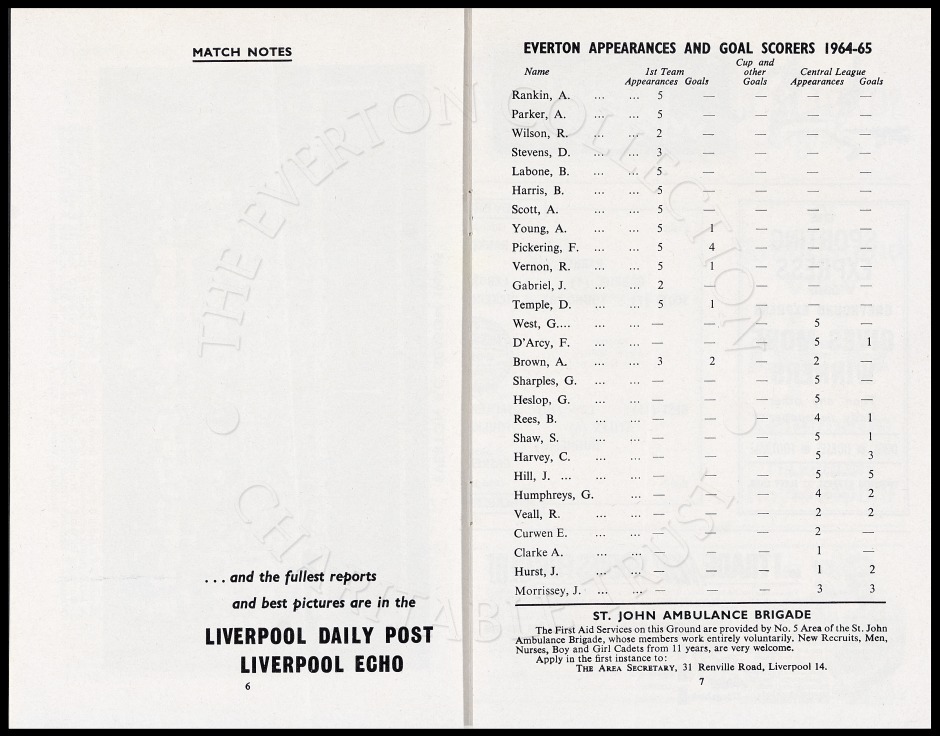 MATCH NOTES
... and the fullest reports
and best pictures are in the
LIVERPOOL DAILY POST
LIVERPOOL ECHO
6
EVERTON APPEARANCES AND GOAL SCORERS 1964-65
Name 1st Team Appearances Goals Cup and other Goals Central League Appearances Goals
Rankin, A. ... ... 5 — — — —
Parker, A. ... ... 5 — — — —
Wilson, R. ... ... 2 — — — —
Stevens, D. ... ... 3 — — — —
Labone, B. ... ... 5 — — — —
Harris, B. ... ... 5 — — — —
Scott, A. ... ... 5 — — — —
Young, A. ... ... 5 1 — — —
Pickering, F. ... ... 5 4 — — —
Vernon, R. ... ... 5 1 — — —
Gabriel, J. ... ... 2 — — — —
Temple, D. ... ... 5 1 — — —
West, G.... ... ... — — — 5 —
D'Arcy, F. ... ... — — — 5 1
Brown, A. ... ... 3 2 — 2 —
Sharples, G. ... ... — — — 5 —
Heslop, G. ... ... — — — 5 —
Rees, B. ... ... — — — 4 1
Shaw, S. ... ... — — — 5 1
Harvey, C. ... ... — — — 5 3
Hill, J. ... ... ... — — — 5 5
Humphreys, G. ... — — — 4 2
Veall, R. ... ... — — — 2 2
Curwen E. ... ... — — — 2 —
Clarke A. ... ... — — — 1 —
Hurst, J. ... ... — — — 1 2
Morrissey, J. ... ... — — — 3 3
ST. JOHN AMBULANCE BRIGADE
The First Aid Services on this Ground are provided by No. 5 Area of the St. John
Ambulance Brigade, whose members work entirely voluntarily. New Recruits, Men,
Nurses, Boy and Girl Cadets from 11 years, are very welcome.
Apply in the first instance to:
THE AREA SECRETARY, 31 Renville Road, Liverpool 14.
7
THE EVERTON COLLECTION
CHARITABLE TRUST